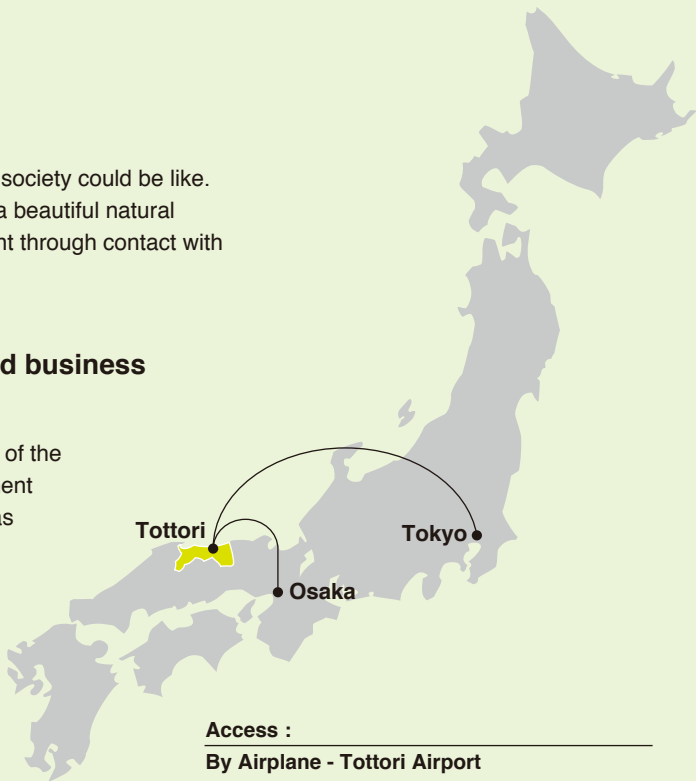 society could be like.
a beautiful natural
nt through contact with
d business
of the
ent
as
Tottori
Tokyo
Osaka
Access :
By Airplane - Tottori Airport